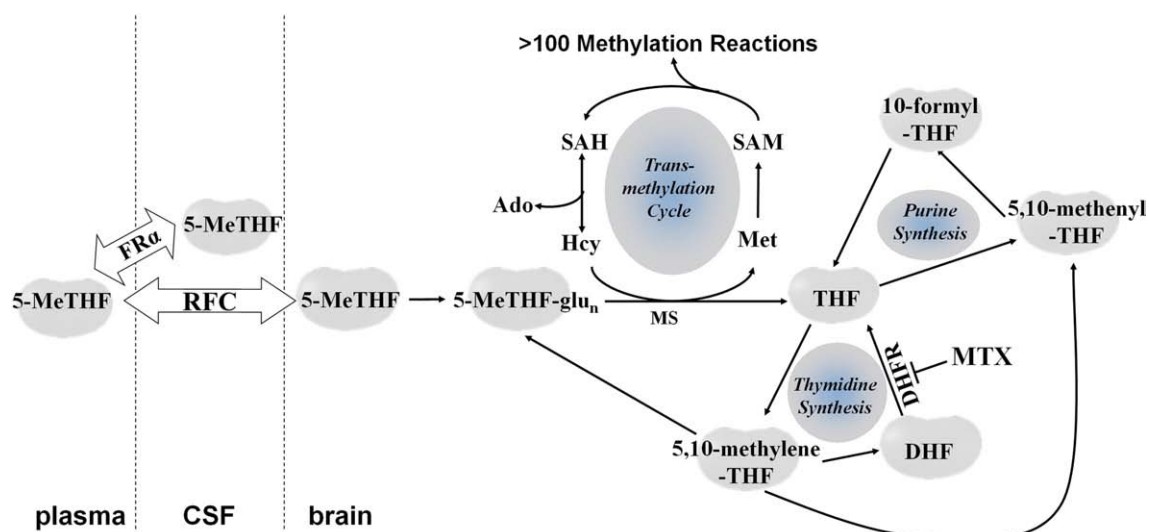 >100 Methylation Reactions
SAH
SAM
Trans-
methylation
Cycle
Ado
Hcy
Met
10-formyl
-THF
Purine
Synthesis
5,10-methenyl
-THF
5-MeTHF
FRα
5-MeTHF
RFC
5-MeTHF
5-MeTHF-gluₙ
MS
THF
DHFR
MTX
Thymidine
Synthesis
5,10-methylene
-THF
DHF
plasma
CSF
brain